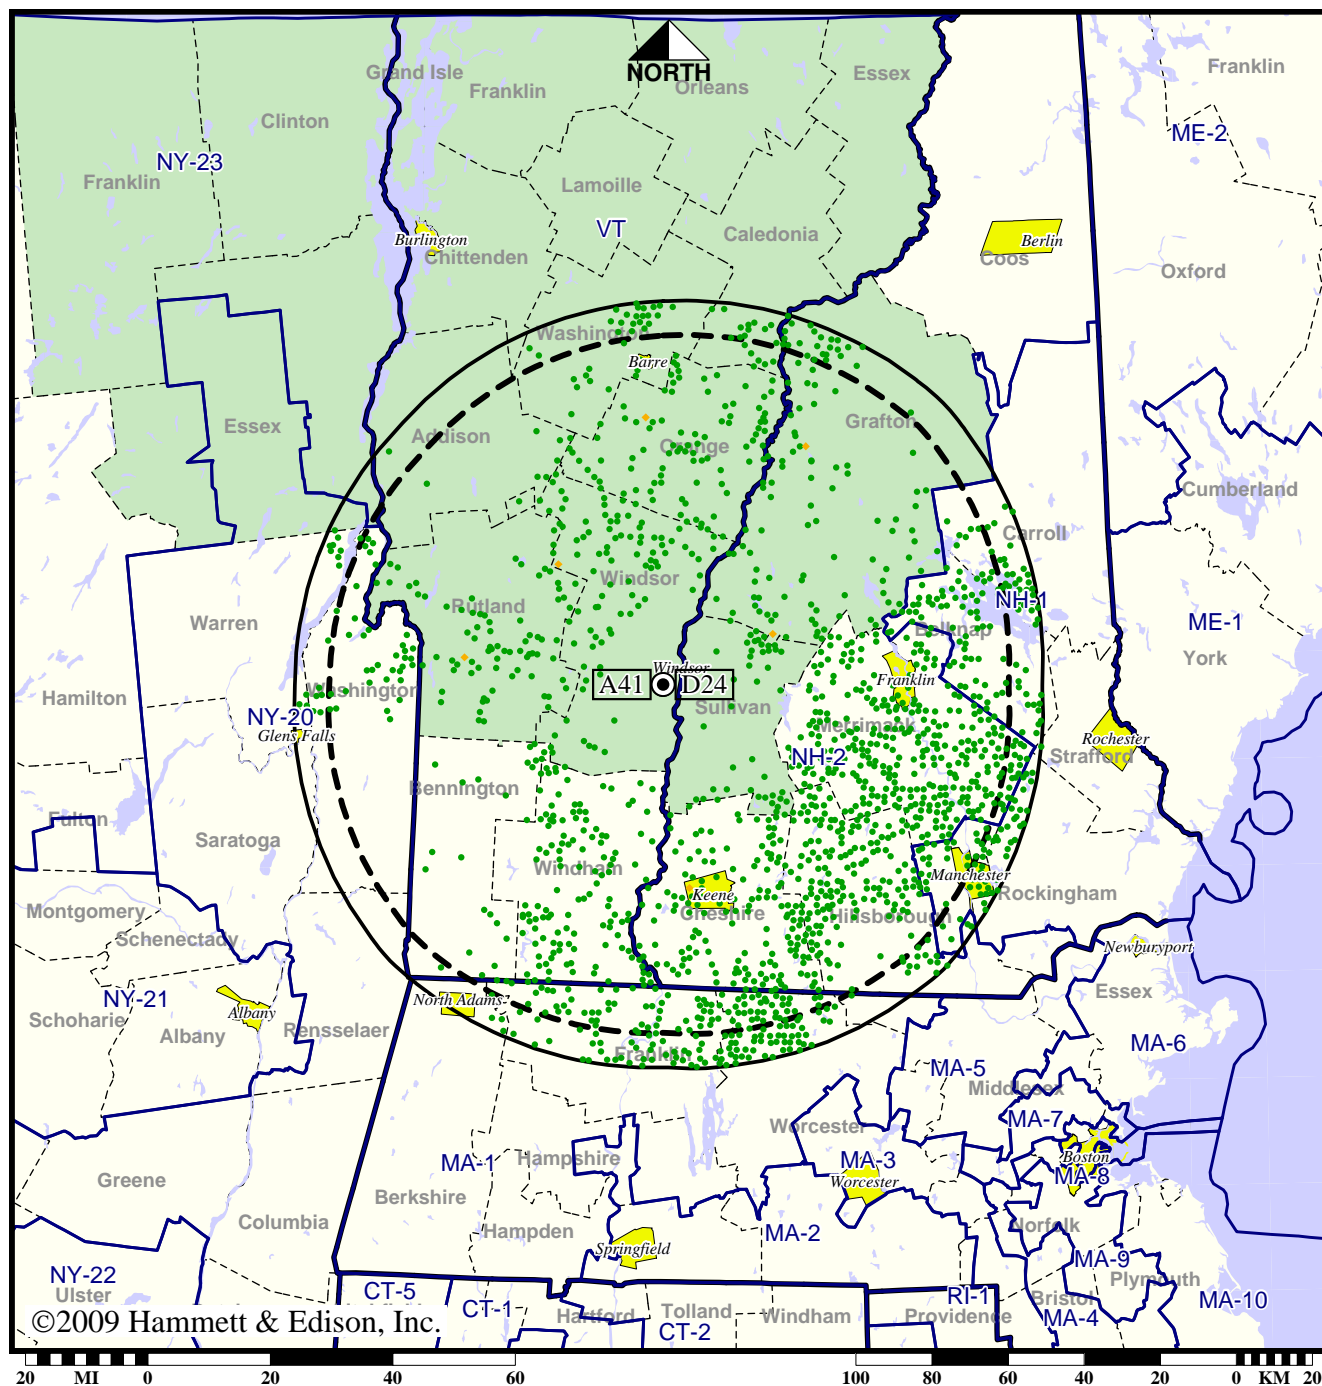 NORTH
Grand Isle
Franklin
Orleans
Essex
Franklin
Clinton
ME-2
NY-23
Franklin
Lamoille
VT
Caledonia
Burlington
Chittenden
Berlin
Coos
Oxford
Washington
Barre
Essex
Addison
Orange
Grafton
Cumberland
Carroll
Windsor
Rutland
NH-1
Warren
Belknap
ME-1
York
Windsor
A41
D24
Franklin
Hamilton
Washington
Sullivan
NY-20
Glens Falls
Merrimack
Rochester
Strafford
NH-2
Bennington
Fulton
Saratoga
Windham
Manchester
Keene
Rockingham
Montgomery
Cheshire
Hillsborough
Schenectady
Newburyport
NY-21
North Adams
Essex
Albany
Schoharie
Albany
Rensselaer
MA-6
Franklin
MA-5
Middlesex
MA-7
Worcester
Hampshire
MA-1
MA-3
Boston
MA-8
Greene
Berkshire
Worcester
Columbia
Hampden
Norfolk
MA-2
Springfield
MA-9
NY-22
Plymouth
Ulster
CT-5
RI-1
Bristol
MA-10
CT-1
Hartford
Tolland
Windham
Providence
MA-4
CT-2
©2009 Hammett & Edison, Inc.
20 MI 0 20 40 60 100 80 60 40 20 0 KM 20